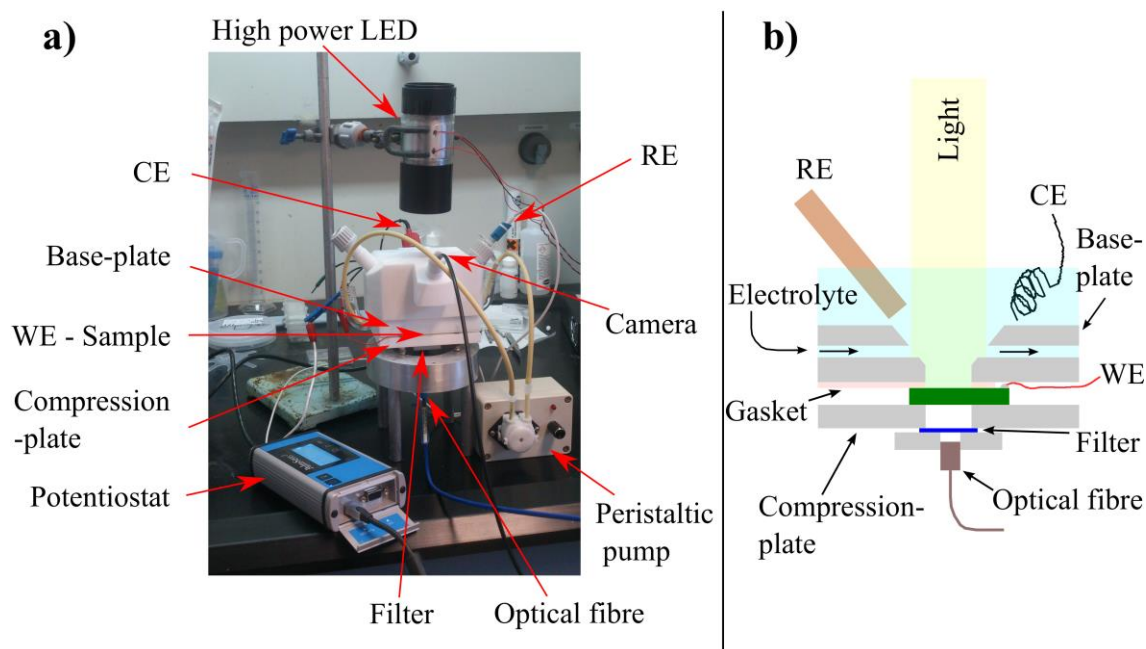 a)
High power LED
CE
RE
Base-plate
WE - Sample
Camera
Compression
-plate
Potentiostat
Peristaltic
pump
Filter
Optical fibre
b)
Light
RE
CE
Base-
plate
Electrolyte
WE
Gasket
Filter
Optical fibre
Compression-
plate